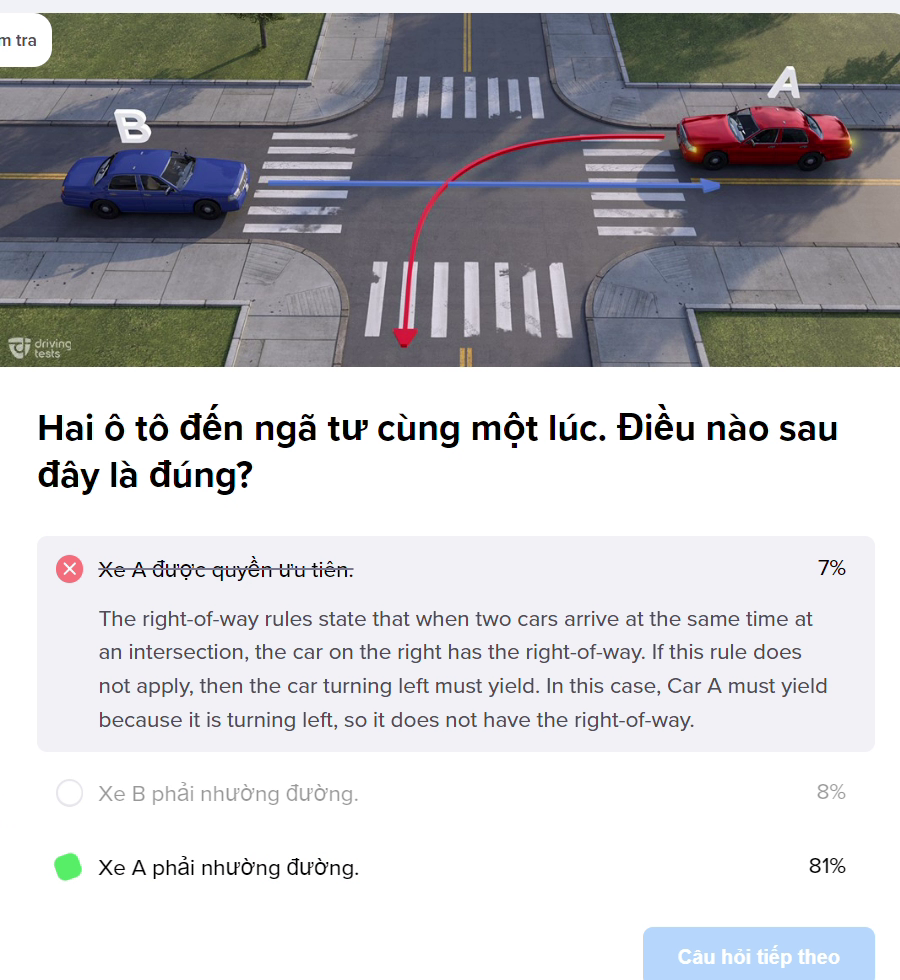 m tra
A
B
driving
tests
Hai ô tô đến ngã tư cùng một lúc. Điều nào sau
đây là đúng?
Xe A được quyền ưu tiên.
7%
The right-of-way rules state that when two cars arrive at the same time at
an intersection, the car on the right has the right-of-way. If this rule does
not apply, then the car turning left must yield. In this case, Car A must yield
because it is turning left, so it does not have the right-of-way.
Xe B phải nhường đường.
8%
Xe A phải nhường đường.
81%
Câu hỏi tiếp theo